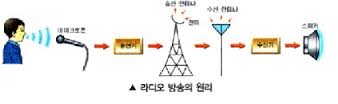 마이크로폰
송신기
송신 안테나
전파
수신 안테나
수신기
스피커
▲ 라디오 방송의 원리